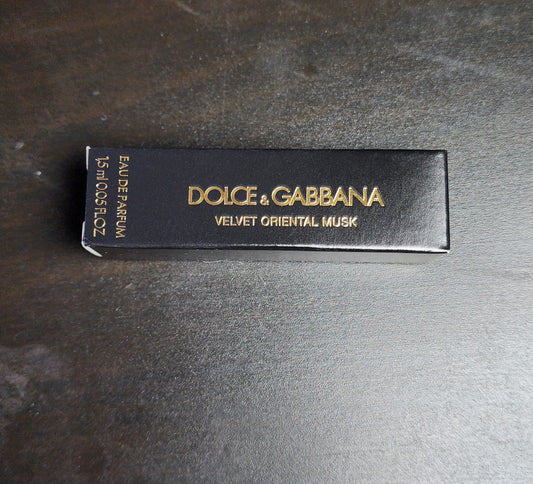 DOLCE & GABBANA
VELVET ORIENTAL MUSK
EAU DE PARFUM
1,5 ml 0.05 FL.OZ